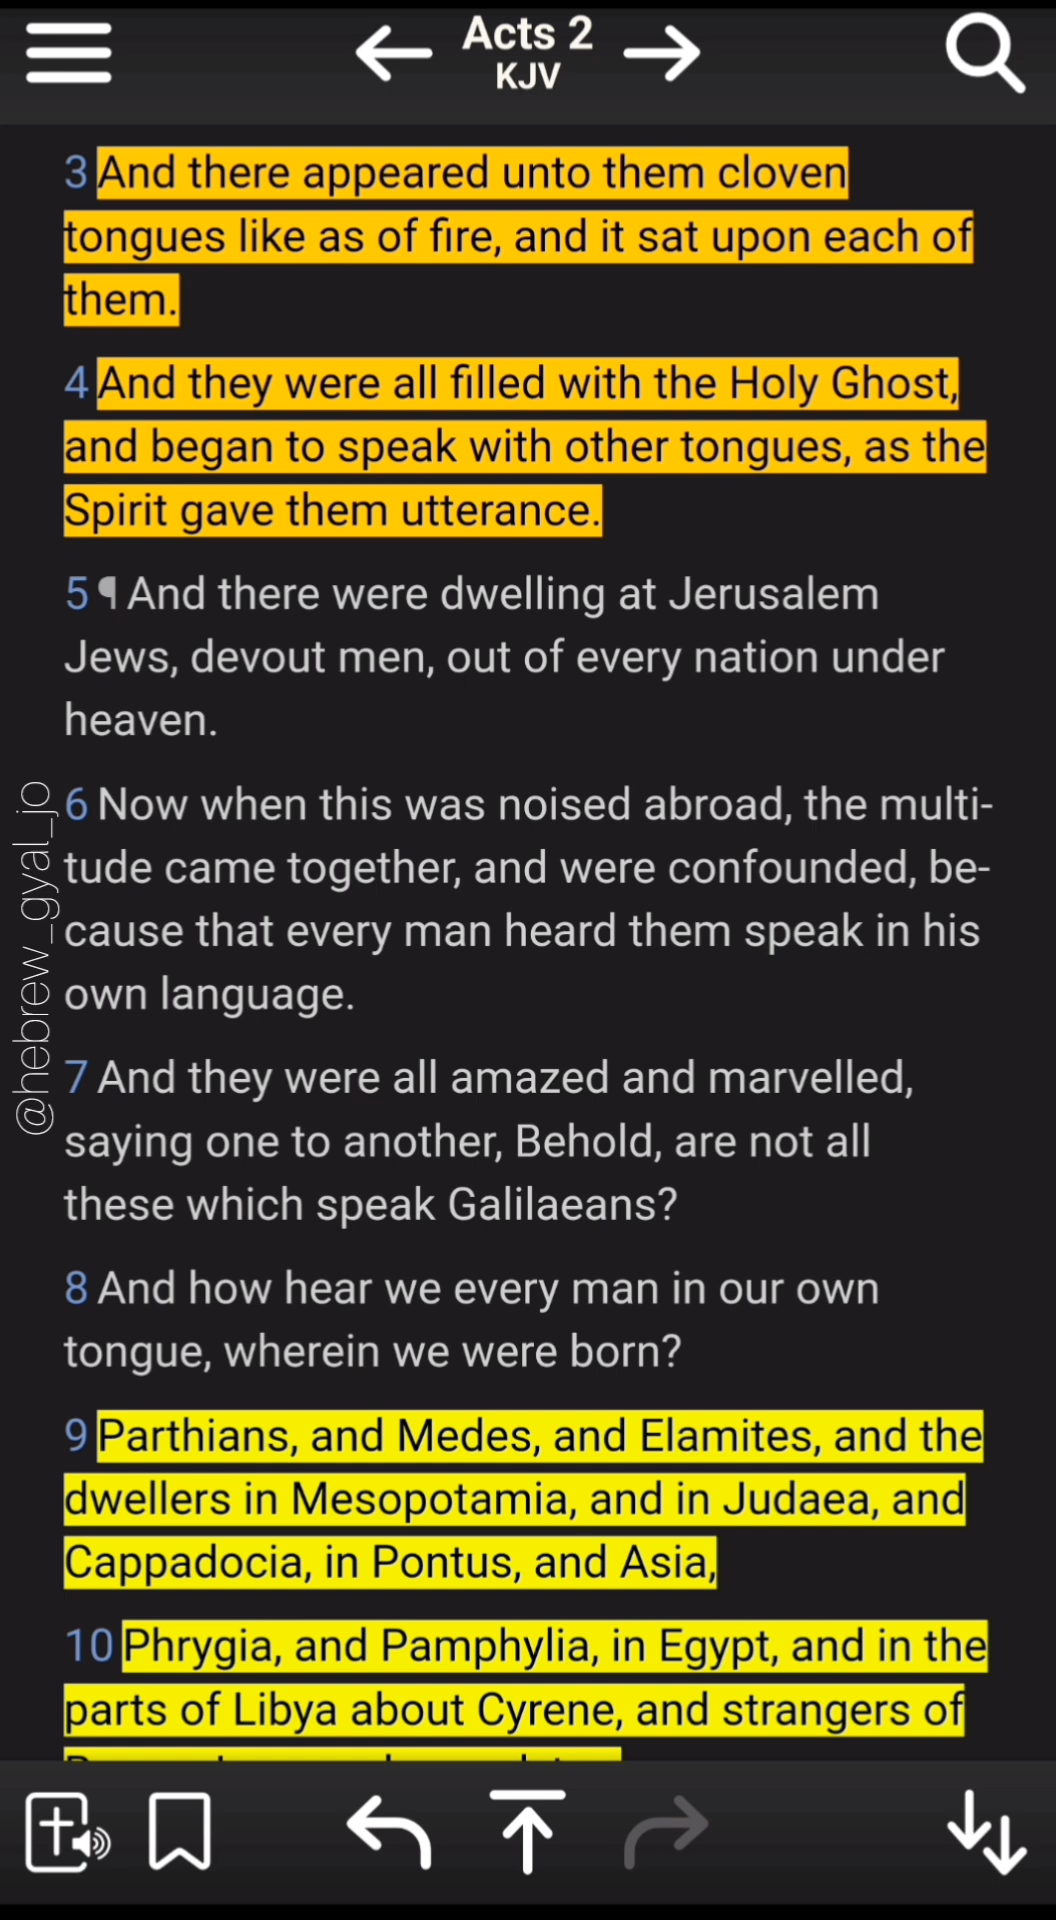 Acts 2
KJV
3 And there appeared unto them cloven
tongues like as of fire, and it sat upon each of
them.
4 And they were all filled with the Holy Ghost,
and began to speak with other tongues, as the
Spirit gave them utterance.
5 ¶ And there were dwelling at Jerusalem
Jews, devout men, out of every nation under
heaven.
6 Now when this was noised abroad, the multi-
tude came together, and were confounded, be-
cause that every man heard them speak in his
own language.
7 And they were all amazed and marvelled,
saying one to another, Behold, are not all
these which speak Galilaeans?
8 And how hear we every man in our own
tongue, wherein we were born?
9 Parthians, and Medes, and Elamites, and the
dwellers in Mesopotamia, and in Judaea, and
Cappadocia, in Pontus, and Asia,
10 Phrygia, and Pamphylia, in Egypt, and in the
parts of Libya about Cyrene, and strangers of
@hebrew_gyal_jo